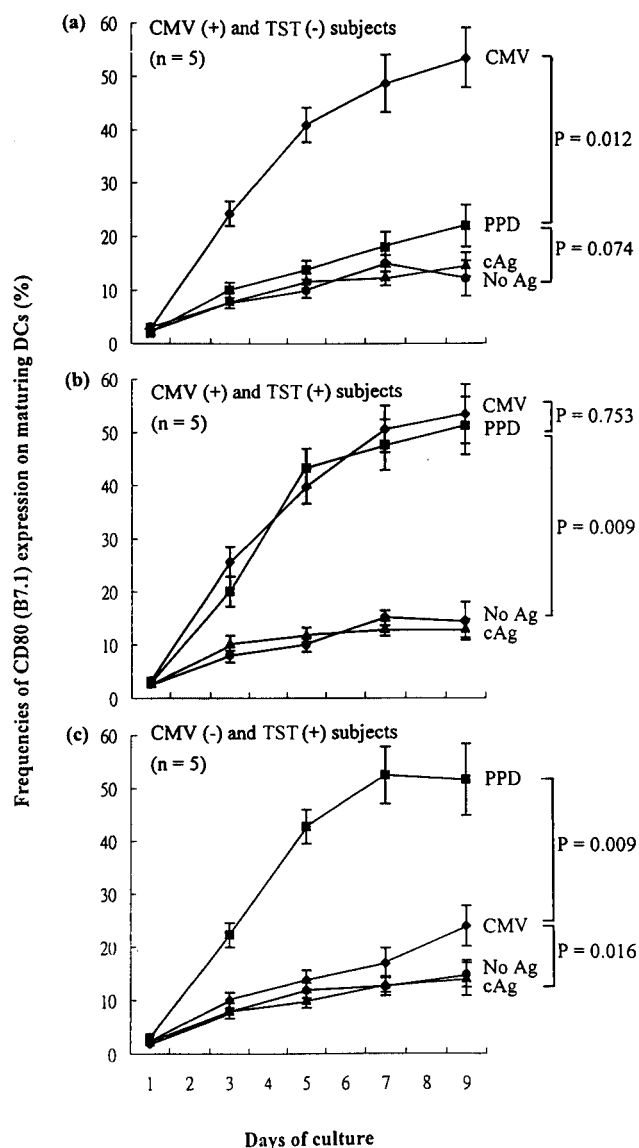 Frequencies of CD80 (B7.1) expression on maturing DCs (%)
(a) CMV (+) and TST (-) subjects
(n = 5)
60
50
40
30
20
10
0
CMV
PPD
cAg
No Ag
P = 0.012
P = 0.074
(b) CMV (+) and TST (+) subjects
(n = 5)
60
50
40
30
20
10
0
CMV
PPD
No Ag
cAg
P = 0.753
P = 0.009
(c) CMV (-) and TST (+) subjects
(n = 5)
60
50
40
30
20
10
0
PPD
CMV
No Ag
cAg
P = 0.009
P = 0.016
1 2 3 4 5 6 7 8 9
Days of culture